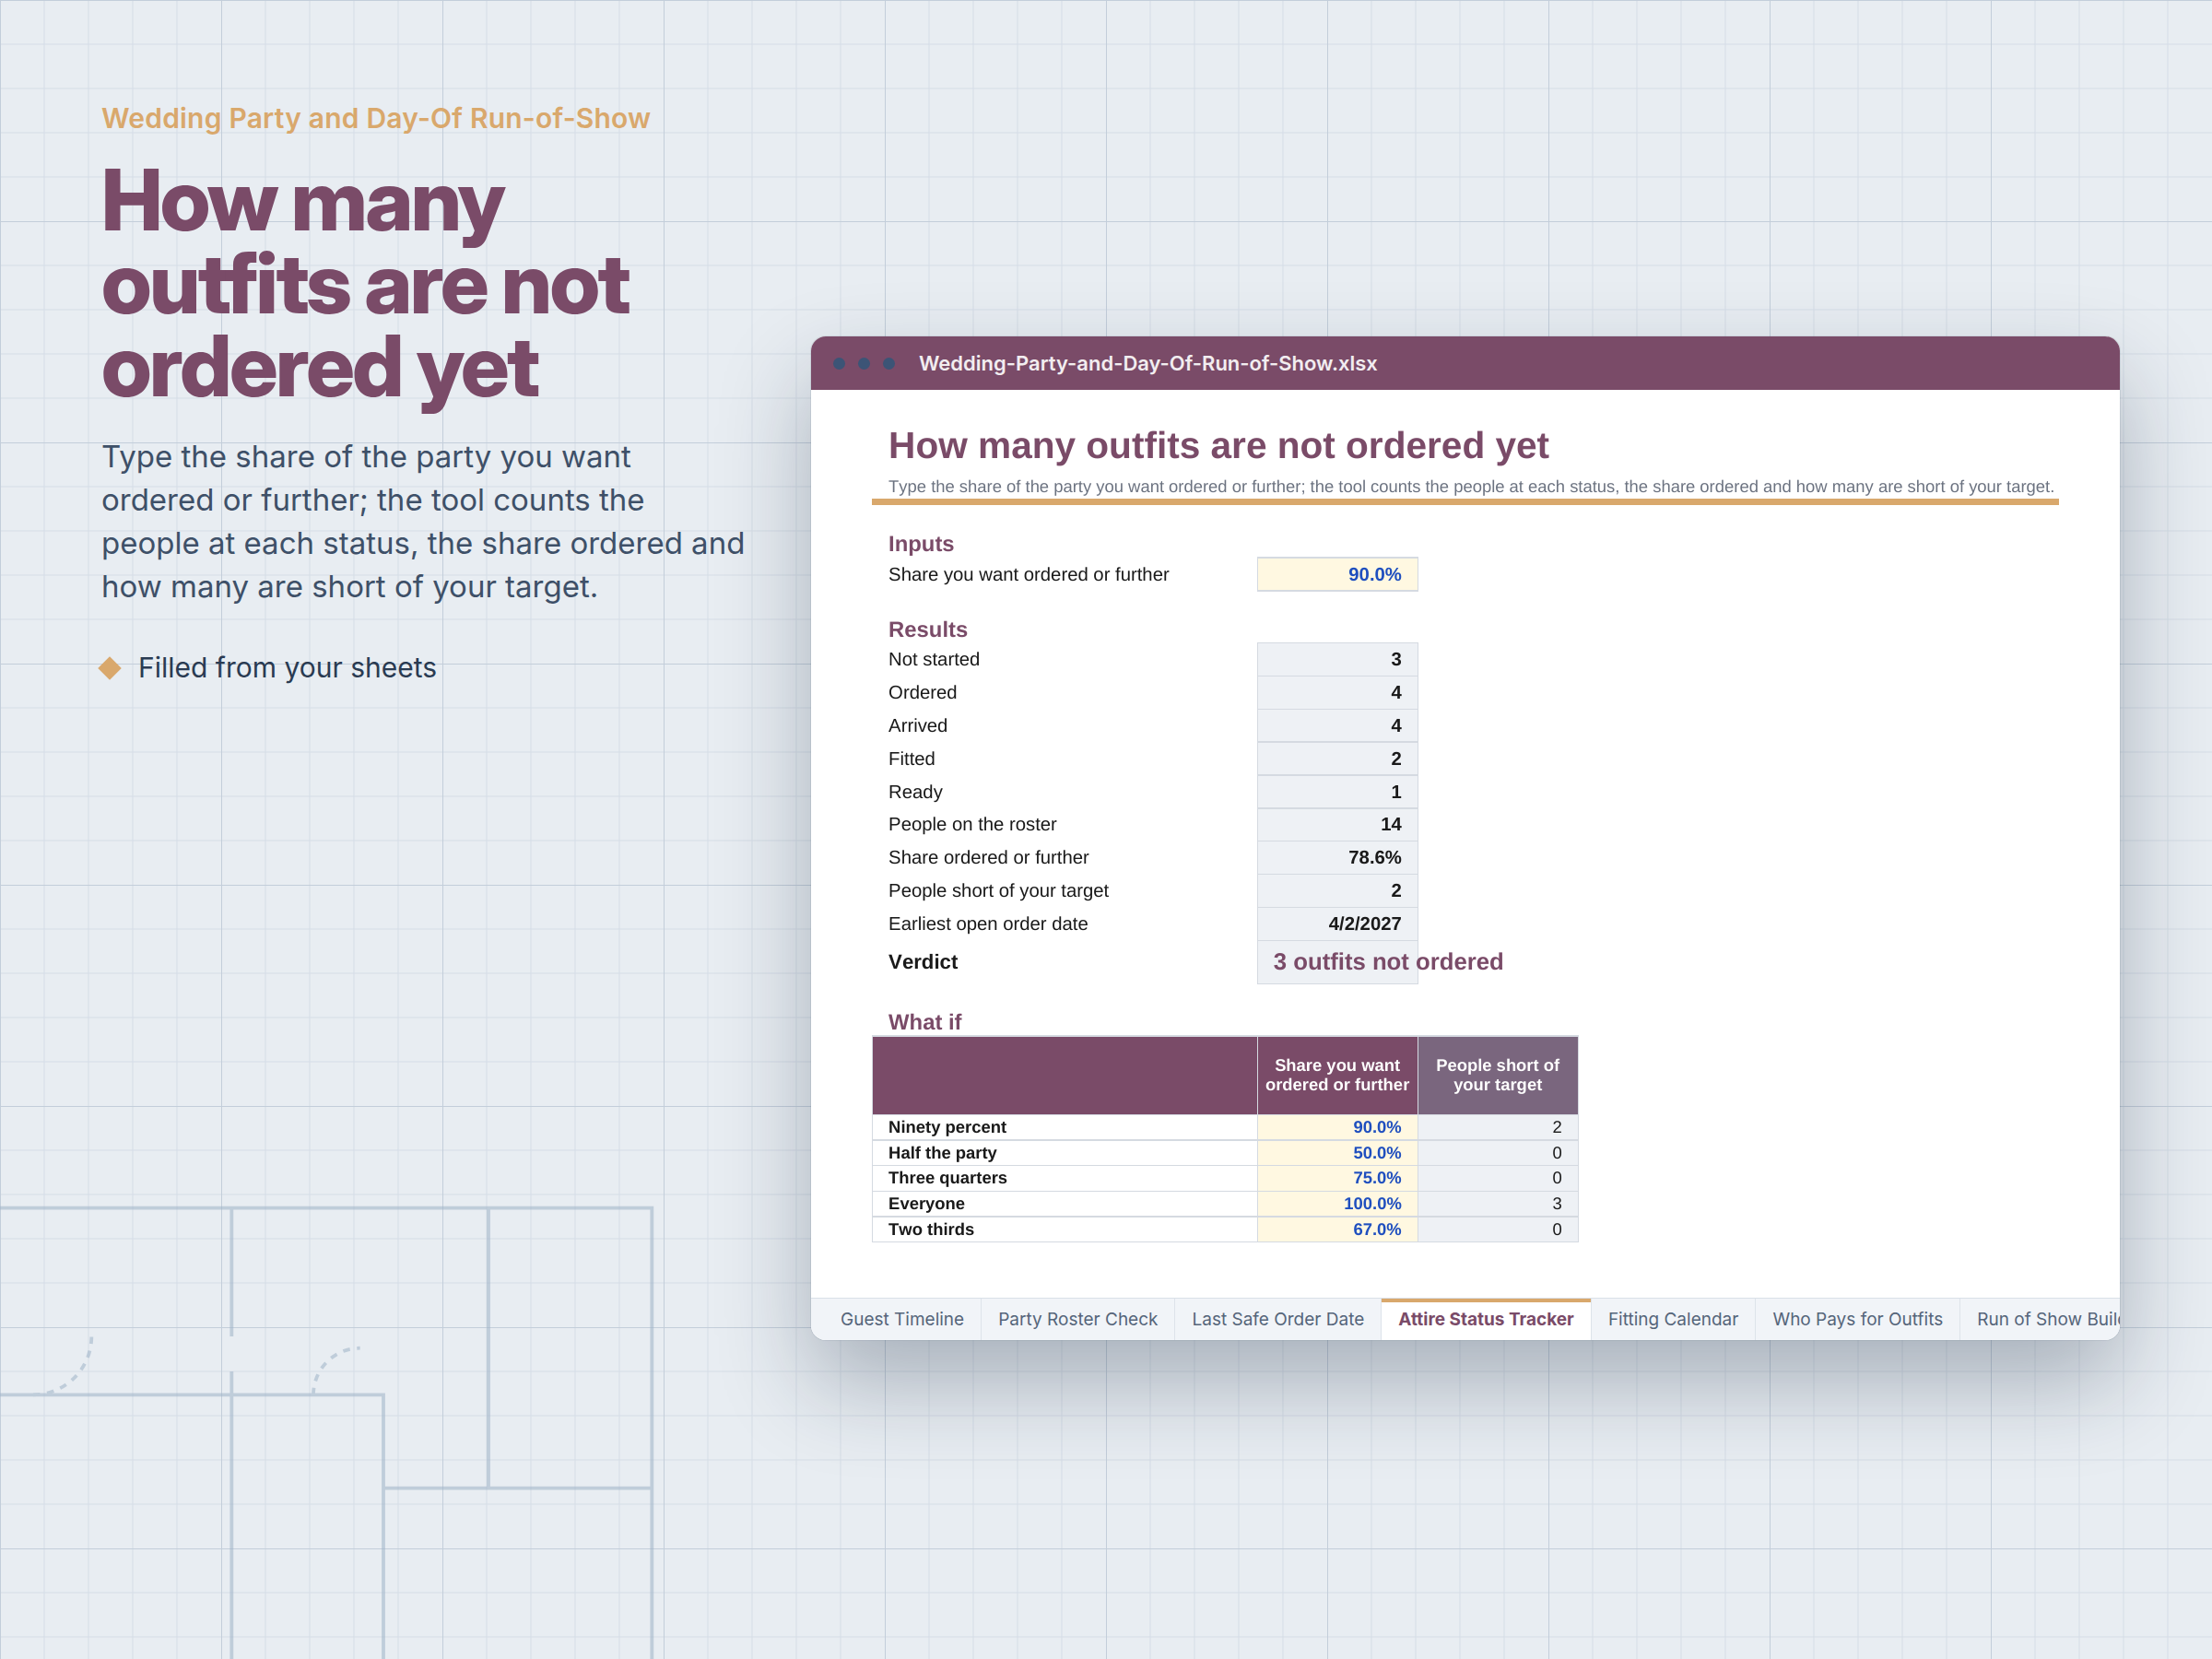 Wedding Party and Day-Of Run-of-Show
How many
outfits are not
ordered yet
Type the share of the party you want
ordered or further; the tool counts the
people at each status, the share ordered and
how many are short of your target.
Filled from your sheets
Wedding-Party-and-Day-Of-Run-of-Show.xlsx
How many outfits are not ordered yet
Type the share of the party you want ordered or further; the tool counts the people at each status, the share ordered and how many are short of your target.
Inputs
Share you want ordered or further 90.0%
Results
Not started 3
Ordered 4
Arrived 4
Fitted 2
Ready 1
People on the roster 14
Share ordered or further 78.6%
People short of your target 2
Earliest open order date 4/2/2027
Verdict 3 outfits not ordered
What if
Share you want ordered or further People short of your target
Ninety percent 90.0% 2
Half the party 50.0% 0
Three quarters 75.0% 0
Everyone 100.0% 3
Two thirds 67.0% 0
Guest Timeline Party Roster Check Last Safe Order Date Attire Status Tracker Fitting Calendar Who Pays for Outfits Run of Show